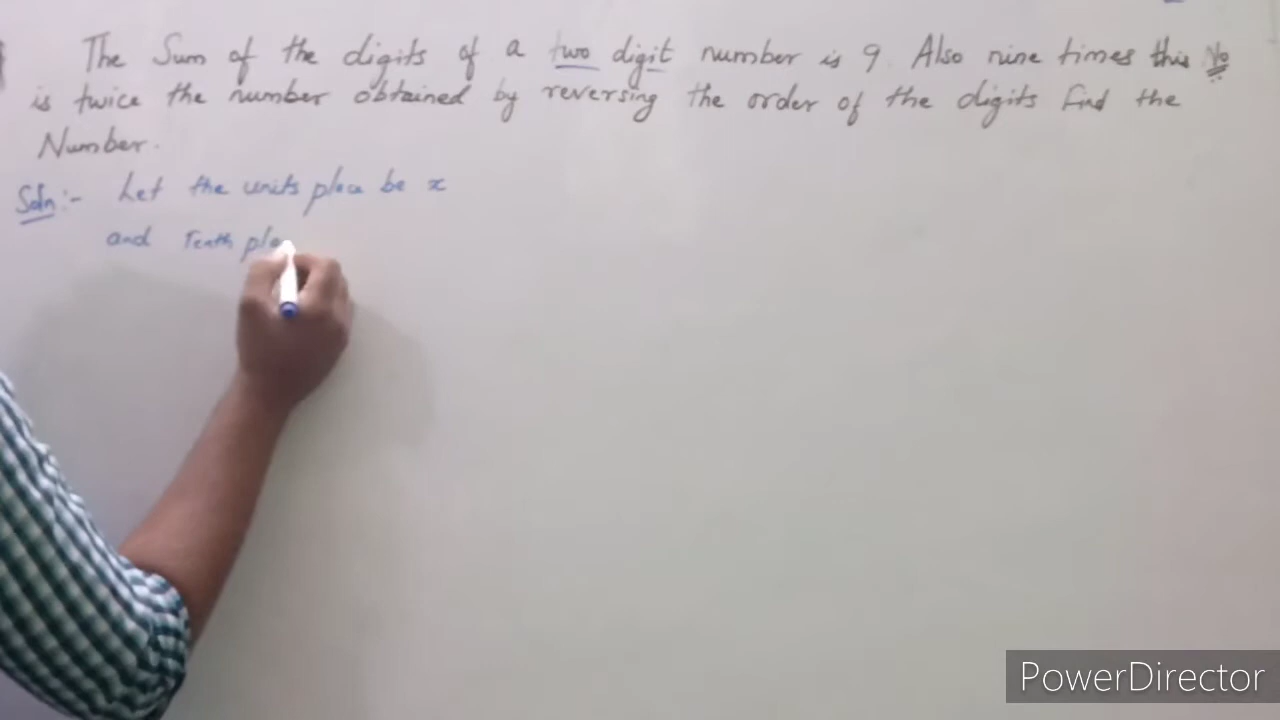 The Sum of the digits of a two digit number is 9. Also nine times this No
is twice the number obtained by reversing the order of the digits find the
Number.
Soln:- Let the units place be x
and Tenth pla
PowerDirector